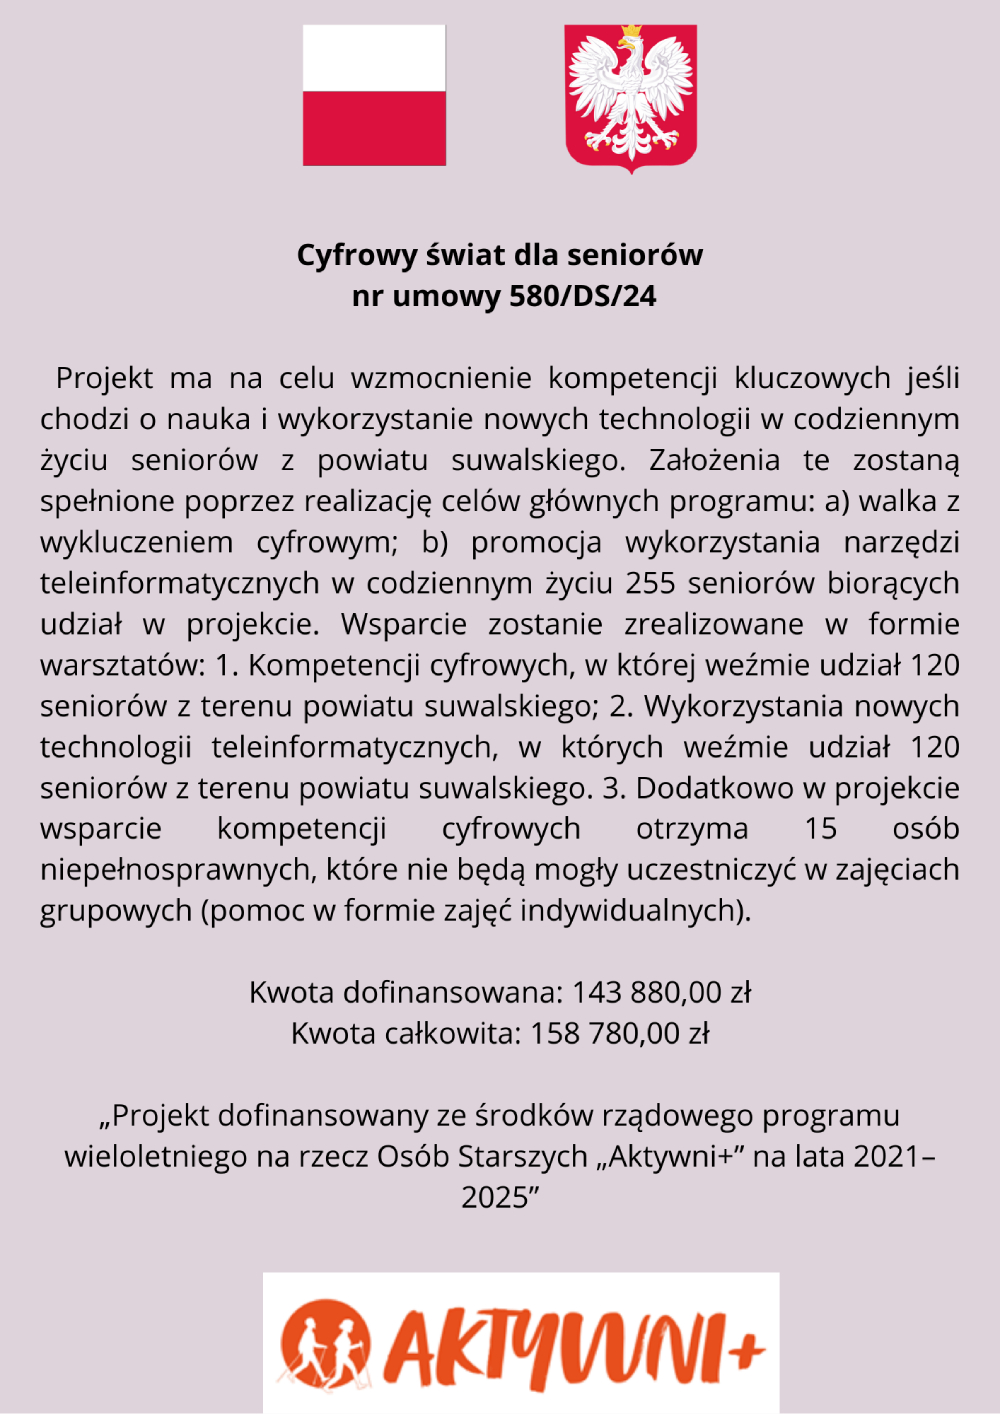 Cyfrowy świat dla seniorów
nr umowy 580/DS/24
Projekt ma na celu wzmocnienie kompetencji kluczowych jeśli
chodzi o nauka i wykorzystanie nowych technologii w codziennym
życiu seniorów z powiatu suwalskiego. Założenia te zostaną
spełnione poprzez realizację celów głównych programu: a) walka z
wykluczeniem cyfrowym; b) promocja wykorzystania narzędzi
teleinformatycznych w codziennym życiu 255 seniorów biorących
udział w projekcie. Wsparcie zostanie zrealizowane w formie
warsztatów: 1. Kompetencji cyfrowych, w której weźmie udział 120
seniorów z terenu powiatu suwalskiego; 2. Wykorzystania nowych
technologii teleinformatycznych, w których weźmie udział 120
seniorów z terenu powiatu suwalskiego. 3. Dodatkowo w projekcie
wsparcie kompetencji cyfrowych otrzyma 15 osób
niepełnosprawnych, które nie będą mogły uczestniczyć w zajęciach
grupowych (pomoc w formie zajęć indywidualnych).
Kwota dofinansowana: 143 880,00 zł
Kwota całkowita: 158 780,00 zł
„Projekt dofinansowany ze środków rządowego programu
wieloletniego na rzecz Osób Starszych „Aktywni+” na lata 2021–
2025”
AKTYWNI+